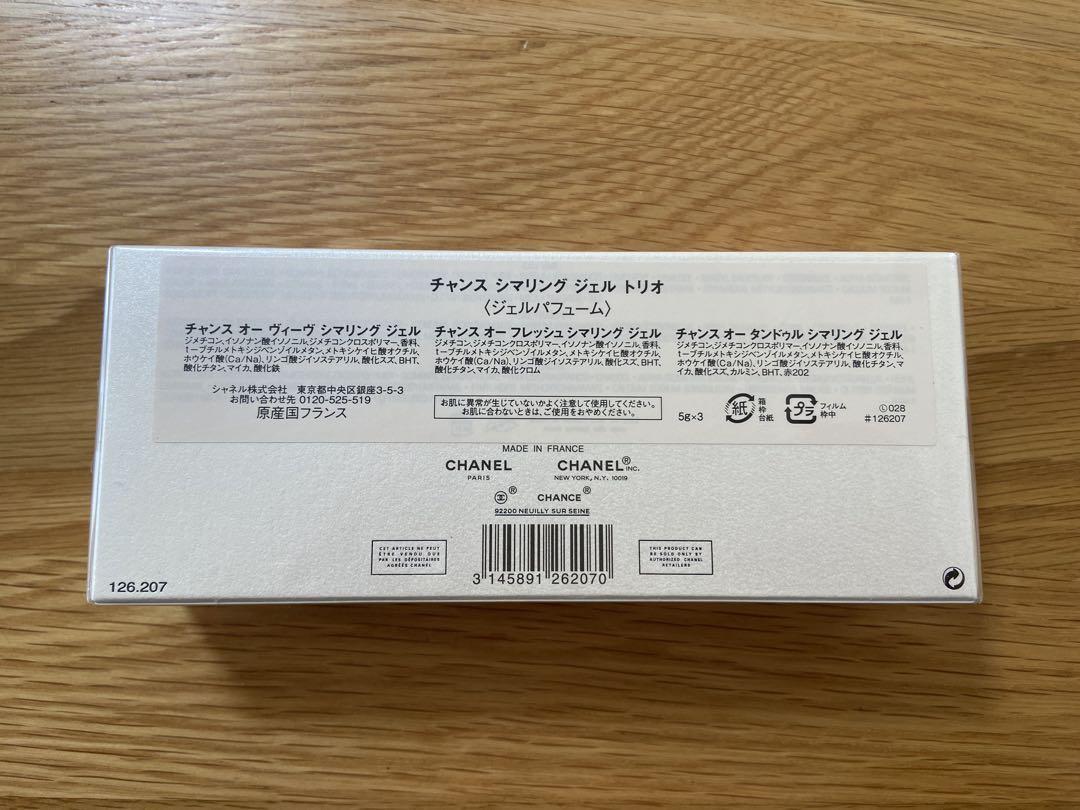 チャンス シマリング ジェル トリオ
〈ジェルパフューム〉
チャンス オー ヴィーヴ シマリング ジェル
ジメチコン,イソノナン酸イソノニル,ジメチコンクロスポリマー,香料,
t-ブチルメトキシジベンゾイルメタン,メトキシケイヒ酸オクチル,
ホウケイ酸(Ca/Na),リンゴ酸ジイソステアリル,酸化スズ,BHT,
酸化チタン,マイカ,酸化鉄
チャンス オー フレッシュ シマリング ジェル
ジメチコン,ジメチコンクロスポリマー,イソノナン酸イソノニル,香料,
t-ブチルメトキシジベンゾイルメタン,メトキシケイヒ酸オクチル,
ホウケイ酸(Ca/Na),リンゴ酸ジイソステアリル,酸化スズ,BHT,
酸化チタン,マイカ,酸化クロム
チャンス オー タンドゥル シマリング ジェル
ジメチコン,ジメチコンクロスポリマー,イソノナン酸イソノニル,香料,
t-ブチルメトキシジベンゾイルメタン,メトキシケイヒ酸オクチル,
ホウケイ酸(Ca/Na),リンゴ酸ジイソステアリル,酸化チタン,マ
イカ,酸化スズ,カルミン,BHT,赤202
シャネル株式会社 東京都中央区銀座3-5-3
お問い合わせ先 0120-525-519
原産国フランス
お肌に異常が生じていないかよく注意して使用してください。
お肌に合わないときは、ご使用をおやめください。
5g×3
紙
箱
枠
台紙
プラ
フィルム
枠中
Ⓛ028
#126207
MADE IN FRANCE
CHANEL
PARIS
CHANEL® INC.
NEW YORK, N.Y. 10019
® CHANCE®
92200 NEUILLY SUR SEINE
CET ARTICLE NE PEUT
ÊTRE VENDU QUE
PAR LES DÉPOSITAIRES
AGRÉÉS CHANEL
3 145891 262070
THIS PRODUCT CAN
BE SOLD ONLY BY
AUTHORIZED CHANEL
RETAILERS
126.207